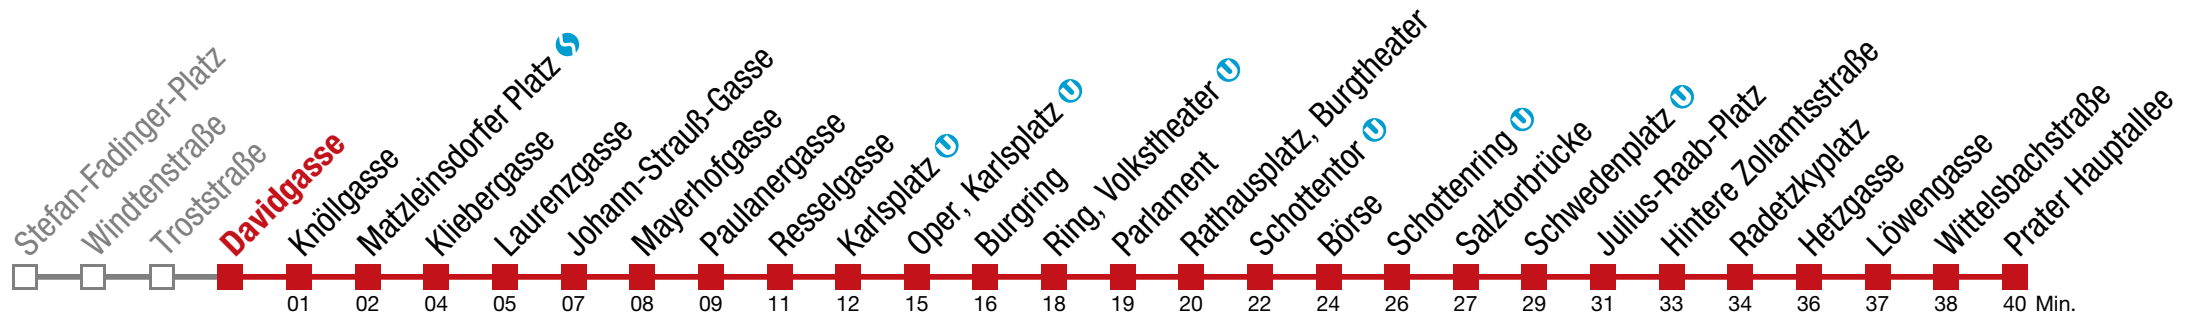 Stefan-Fadinger-Platz
Windtenstraße
Troststraße
Davidgasse
Knöllgasse
Matzleinsdorfer Platz
Kliebergasse
Laurenzgasse
Johann-Strauß-Gasse
Mayerhofgasse
Paulanergasse
Resselgasse
Karlsplatz U
Oper, Karlsplatz U
Burgring
Ring, Volkstheater U
Parlament
Rathausplatz, Burgtheater
Schottentor U
Börse
Schottenring U
Salztorbrücke
Schwedenplatz U
Julius-Raab-Platz
Hintere Zollamtsstraße
Radetzkyplatz
Hetzgasse
Löwengasse
Wittelsbachstraße
Prater Hauptallee
01 02 04 05 07 08 09 11 12 15 16 18 19 20 22 24 26 27 29 31 33 34 36 37 38 40 Min.